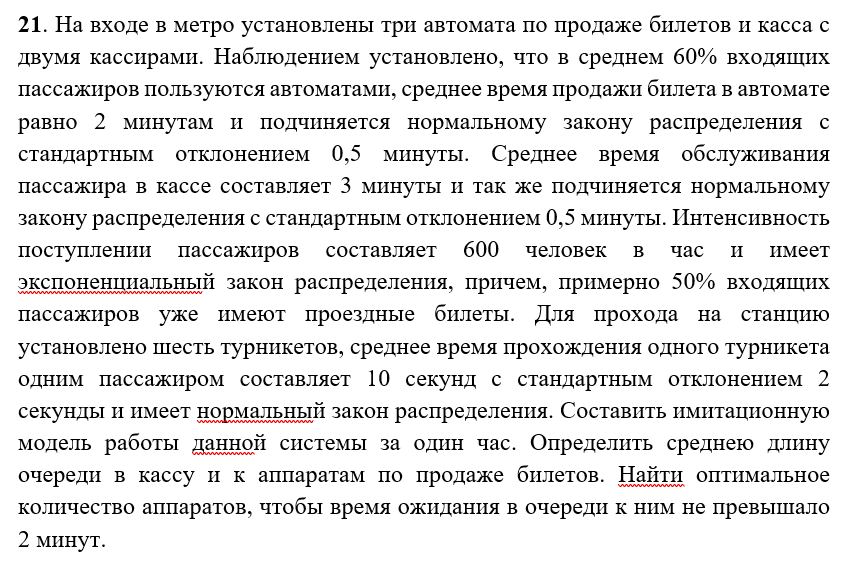 21. На входе в метро установлены три автомата по продаже билетов и касса с
двумя кассирами. Наблюдением установлено, что в среднем 60% входящих
пассажиров пользуются автоматами, среднее время продажи билета в автомате
равно 2 минутам и подчиняется нормальному закону распределения с
стандартным отклонением 0,5 минуты. Среднее время обслуживания
пассажира в кассе составляет 3 минуты и так же подчиняется нормальному
закону распределения с стандартным отклонением 0,5 минуты. Интенсивность
поступлении пассажиров составляет 600 человек в час и имеет
экспоненциальный закон распределения, причем, примерно 50% входящих
пассажиров уже имеют проездные билеты. Для прохода на станцию
установлено шесть турникетов, среднее время прохождения одного турникета
одним пассажиром составляет 10 секунд с стандартным отклонением 2
секунды и имеет нормальный закон распределения. Составить имитационную
модель работы данной системы за один час. Определить среднею длину
очереди в кассу и к аппаратам по продаже билетов. Найти оптимальное
количество аппаратов, чтобы время ожидания в очереди к ним не превышало
2 минут.